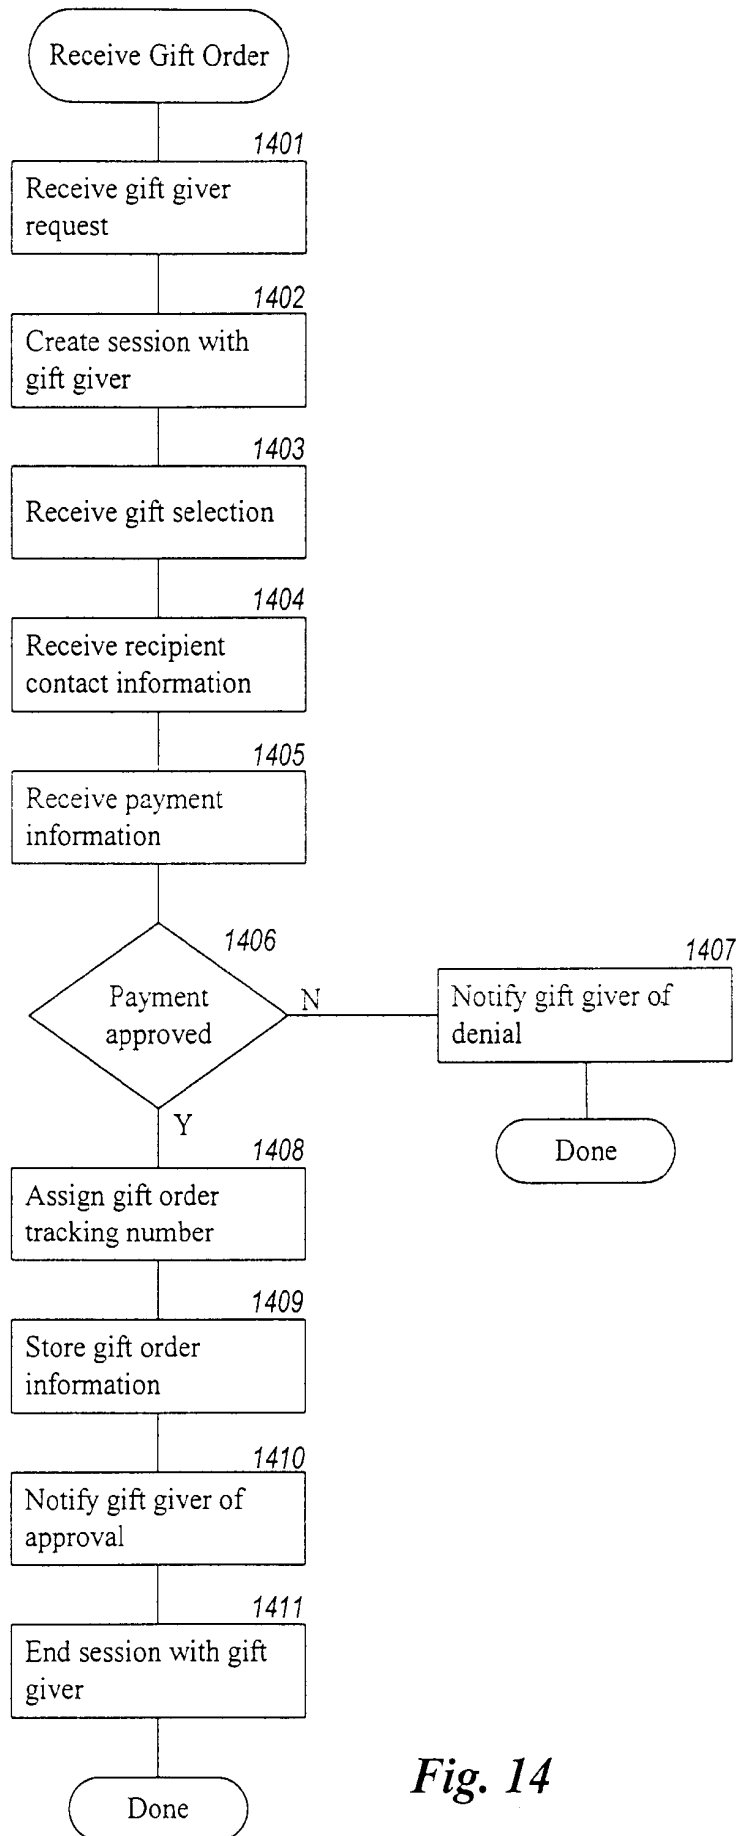 Receive Gift Order
1401
Receive gift giver
request
1402
Create session with
gift giver
1403
Receive gift selection
1404
Receive recipient
contact information
1405
Receive payment
information
1406
Payment
approved
N
1407
Notify gift giver of
denial
Done
Y
1408
Assign gift order
tracking number
1409
Store gift order
information
1410
Notify gift giver of
approval
1411
End session with gift
giver
Done
Fig. 14